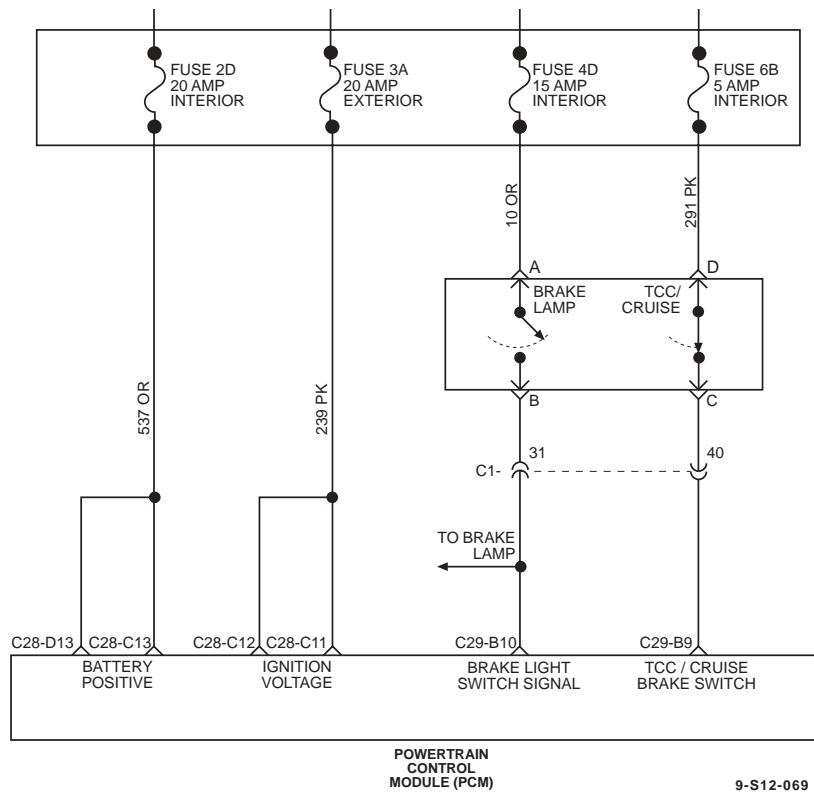 FUSE 2D
20 AMP
INTERIOR
FUSE 3A
20 AMP
EXTERIOR
FUSE 4D
15 AMP
INTERIOR
FUSE 6B
5 AMP
INTERIOR
537 OR
239 PK
10 OR
291 PK
A
D
BRAKE
LAMP
TCC/
CRUISE
B
C
31
40
C1-
TO BRAKE
LAMP
C28-D13
C28-C13
C28-C12
C28-C11
C29-B10
C29-B9
BATTERY
POSITIVE
IGNITION
VOLTAGE
BRAKE LIGHT
SWITCH SIGNAL
TCC / CRUISE
BRAKE SWITCH
POWERTRAIN
CONTROL
MODULE (PCM)
9-S12-069